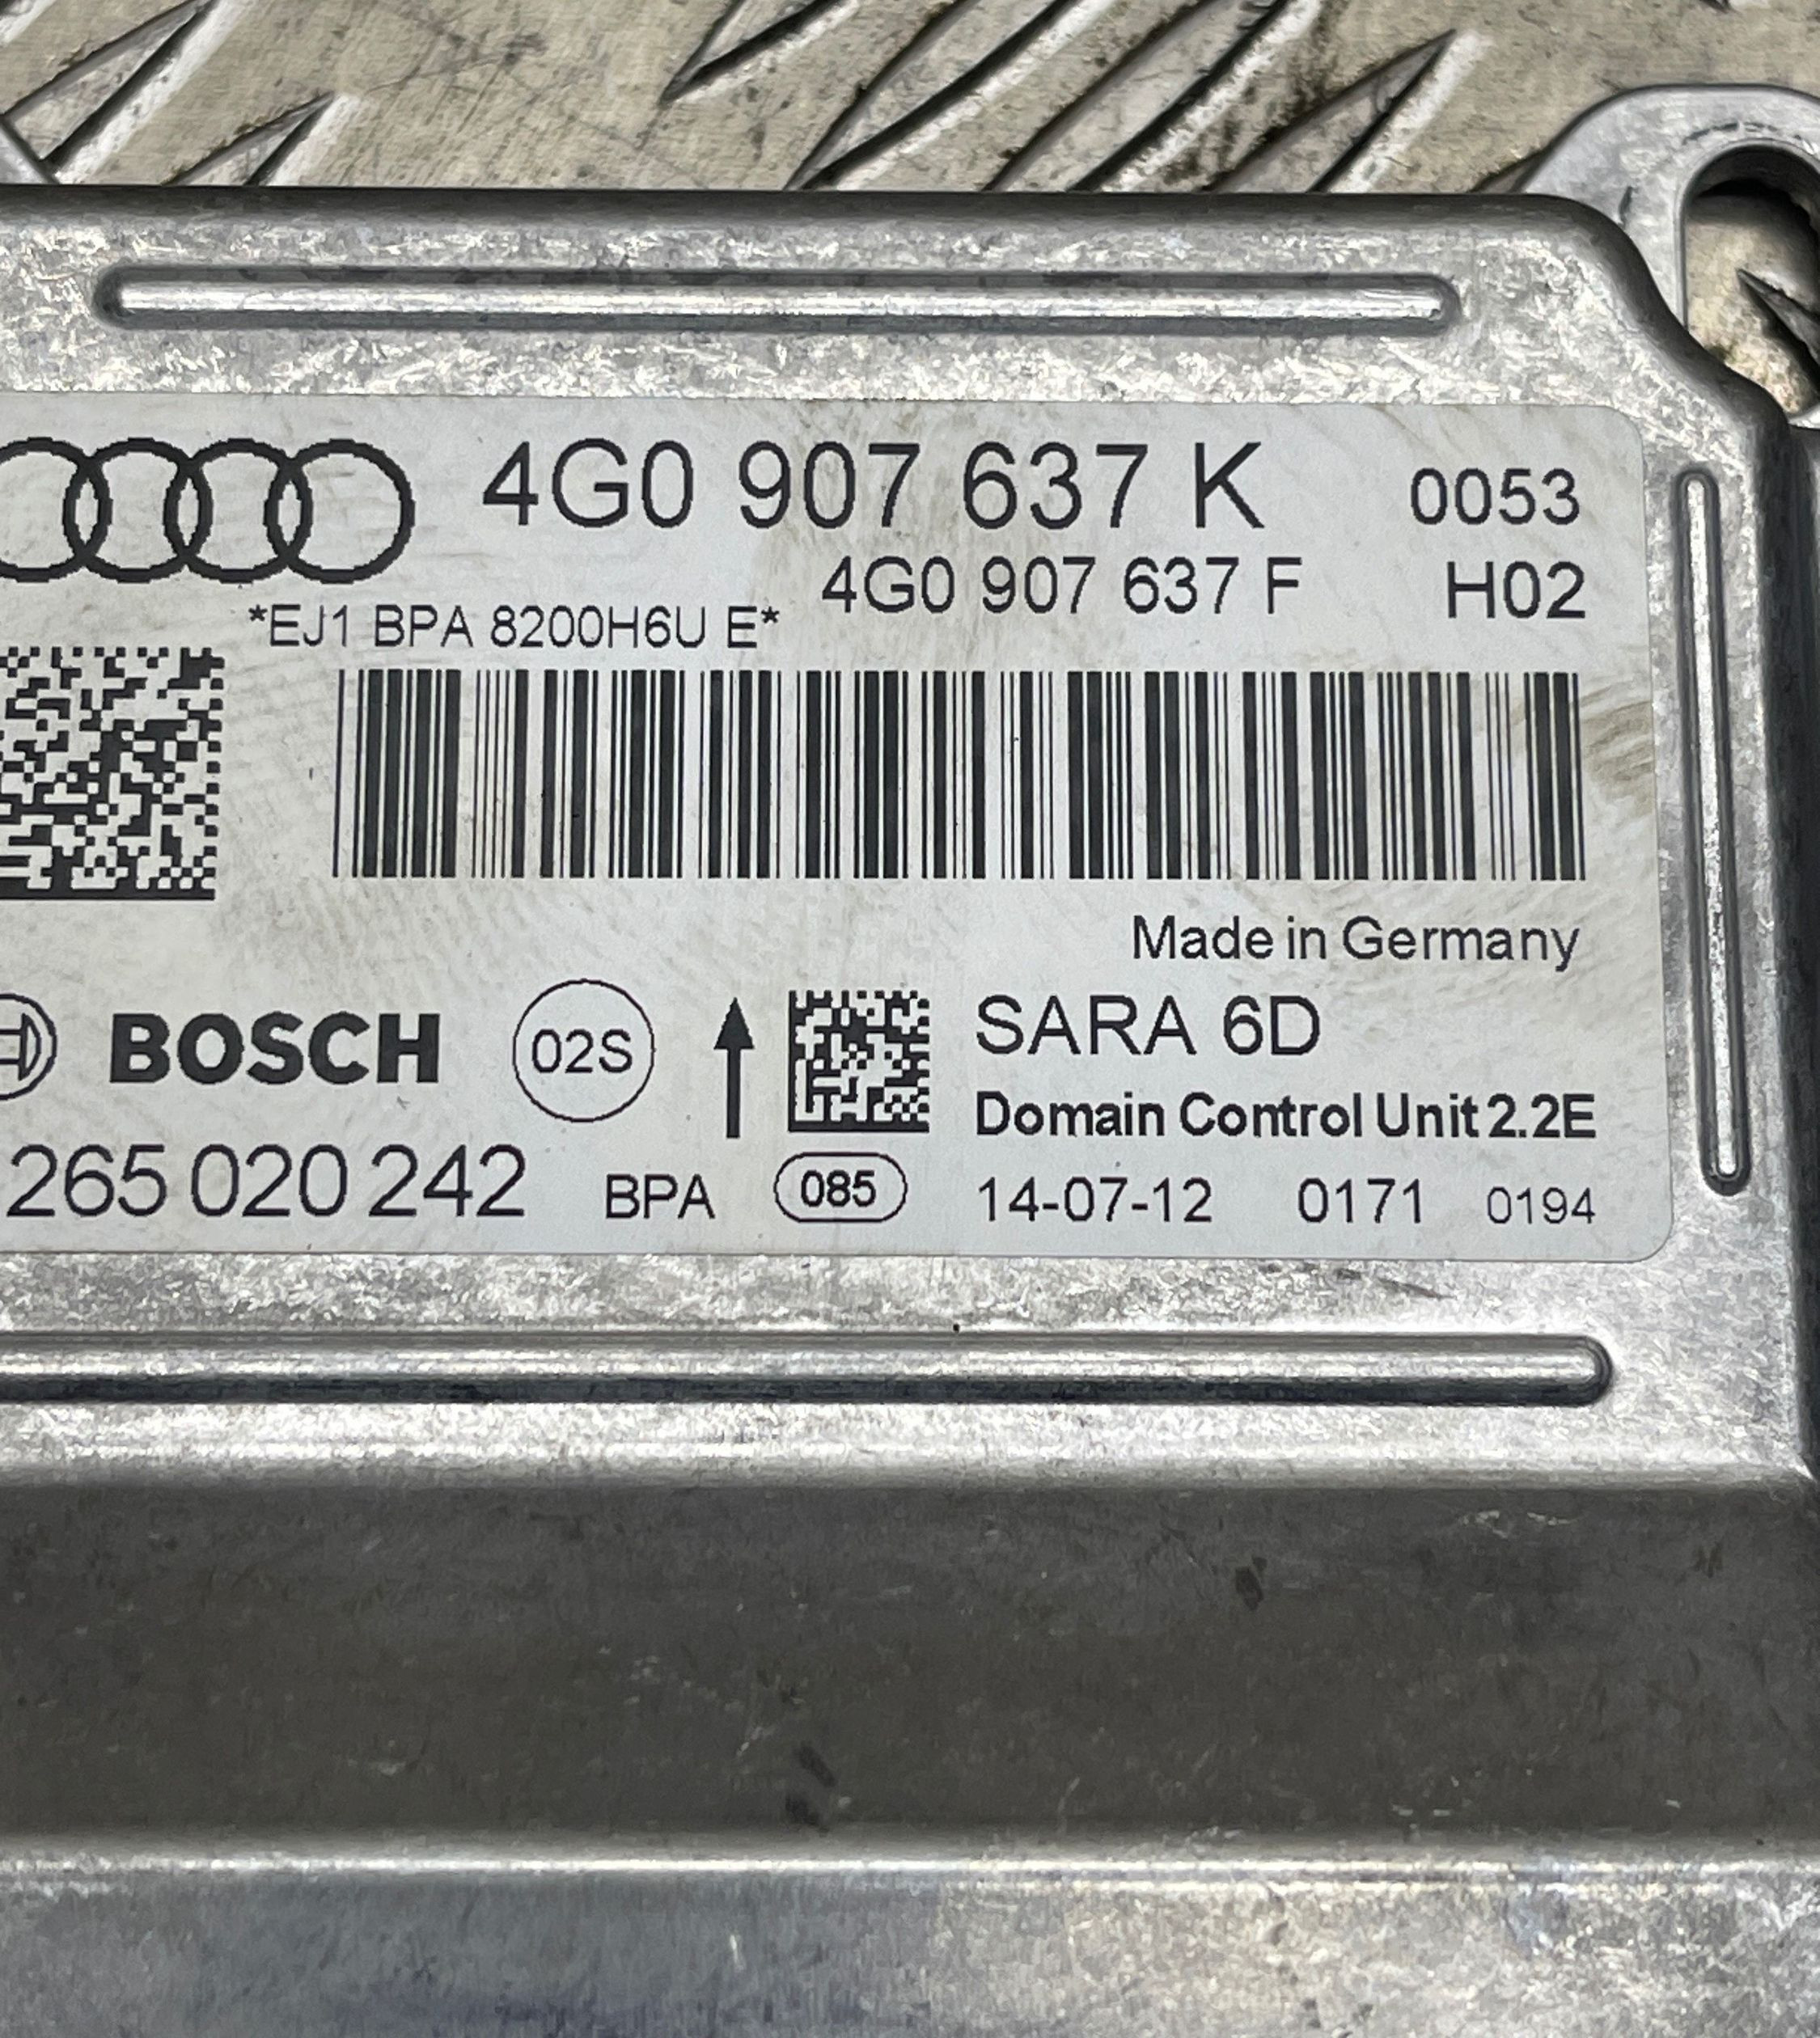 4G0 907 637 K 0053
4G0 907 637 F H02
*EJ1 BPA 8200H6U E*
Made in Germany
BOSCH 02S SARA 6D
Domain Control Unit 2.2E
265 020 242 BPA 085 14-07-12 0171 0194